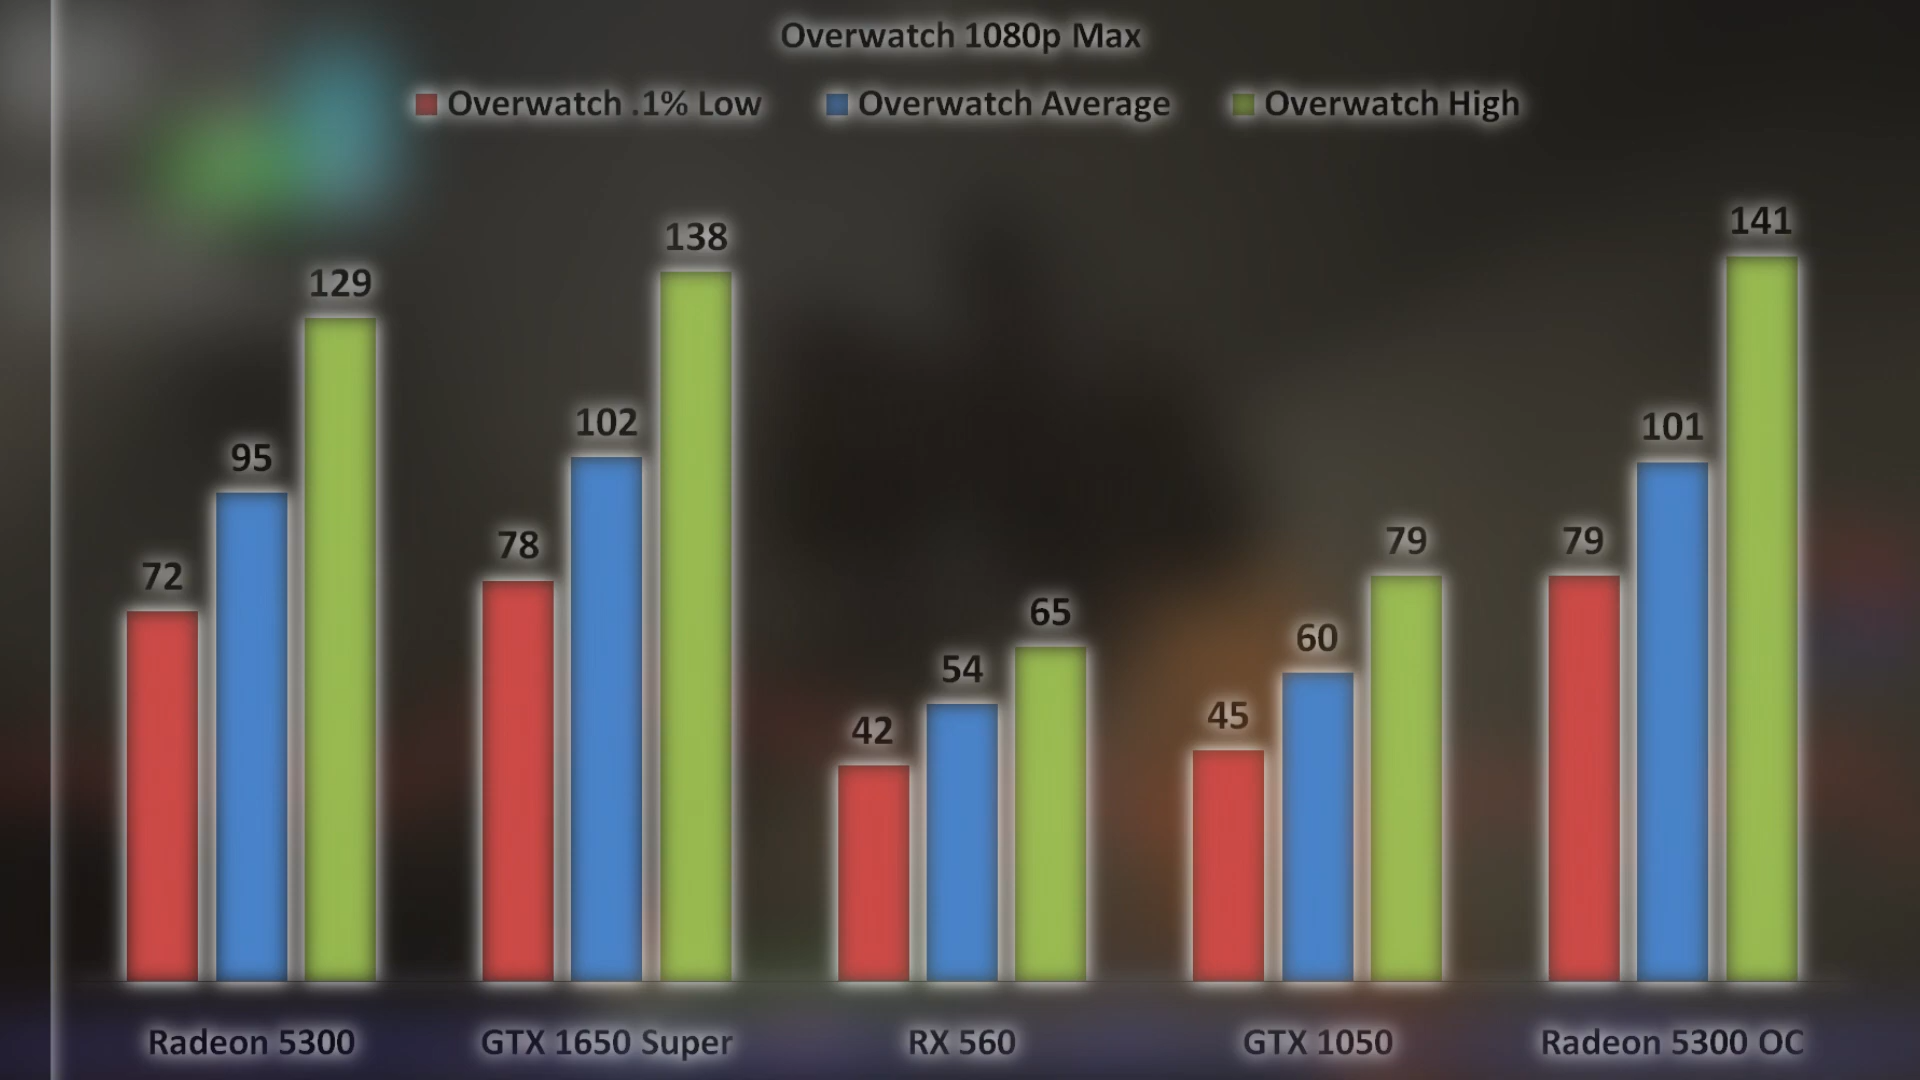 Overwatch 1080p Max
Overwatch .1% Low Overwatch Average Overwatch High
72 95 129 78 102 138 42 54 65 45 60 79 79 101 141
Radeon 5300 GTX 1650 Super RX 560 GTX 1050 Radeon 5300 OC